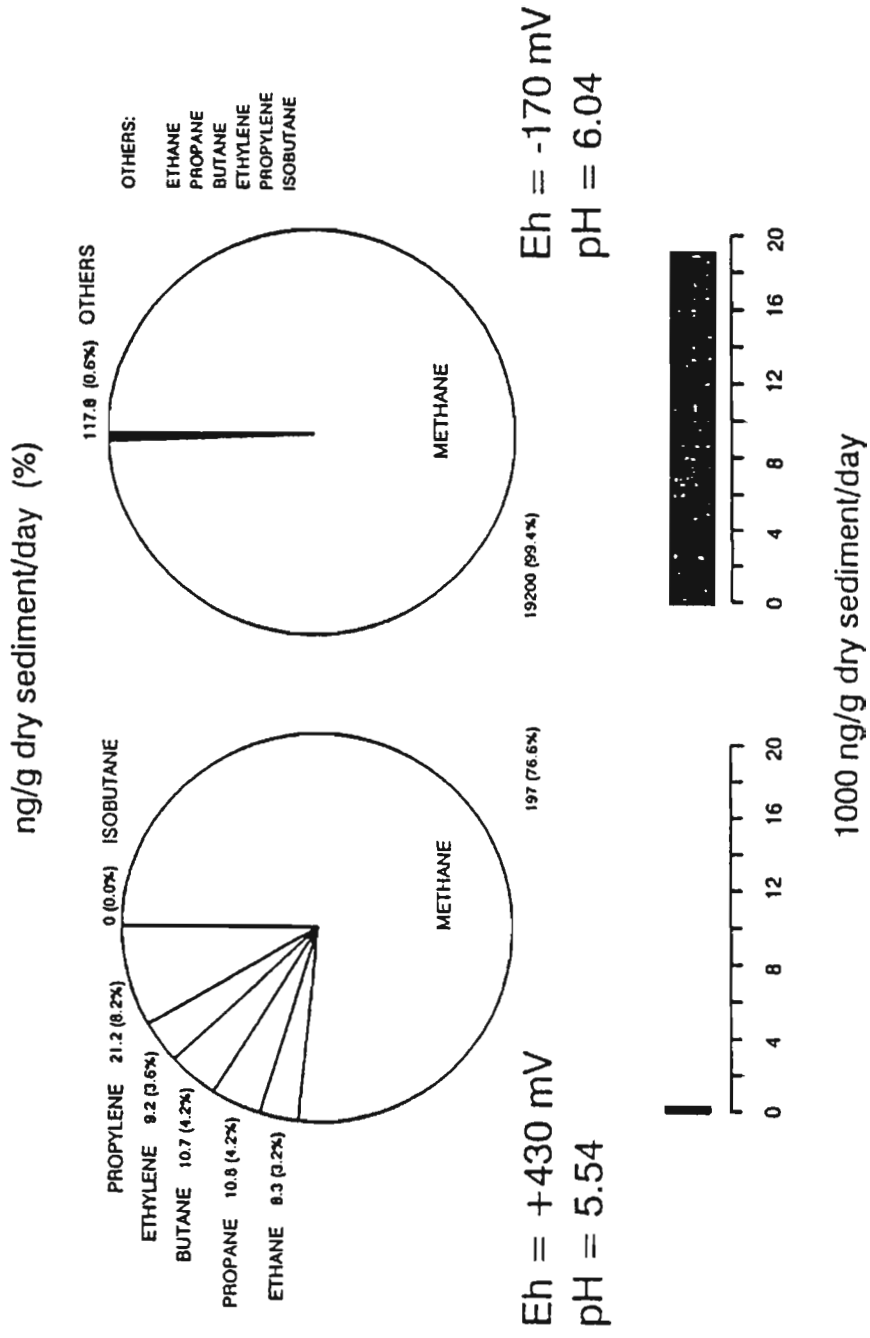 ng/g dry sediment/day (%)
0 (0.0%) ISOBUTANE
PROPYLENE 21.2 (8.2%)
ETHYLENE 9.2 (3.6%)
BUTANE 10.7 (4.2%)
PROPANE 10.8 (4.2%)
ETHANE 8.3 (3.2%)
METHANE
197 (76.6%)
Eh = +430 mV
pH = 5.54
0 4 8 12 16 20
117.8 (0.6%) OTHERS
OTHERS:
ETHANE
PROPANE
BUTANE
ETHYLENE
PROPYLENE
ISOBUTANE
METHANE
19200 (99.4%)
Eh = -170 mV
pH = 6.04
0 4 8 12 16 20
1000 ng/g dry sediment/day